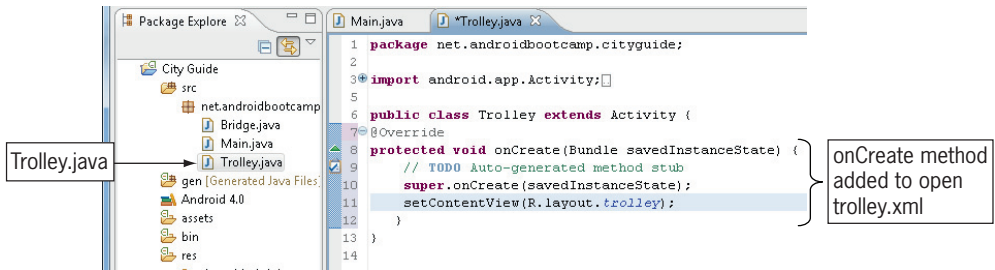 Package Explore
Main.java
*Trolley.java
City Guide
src
net.androidbootcamp
Bridge.java
Main.java
Trolley.java
gen [Generated Java Files]
Android 4.0
assets
bin
res
Trolley.java
1 package net.androidbootcamp.cityguide;
2
3 import android.app.Activity;
5
6 public class Trolley extends Activity {
7 @Override
8 protected void onCreate(Bundle savedInstanceState) {
9 // TODO Auto-generated method stub
10 super.onCreate(savedInstanceState);
11 setContentView(R.layout.trolley);
12 }
13 }
14
onCreate method
added to open
trolley.xml